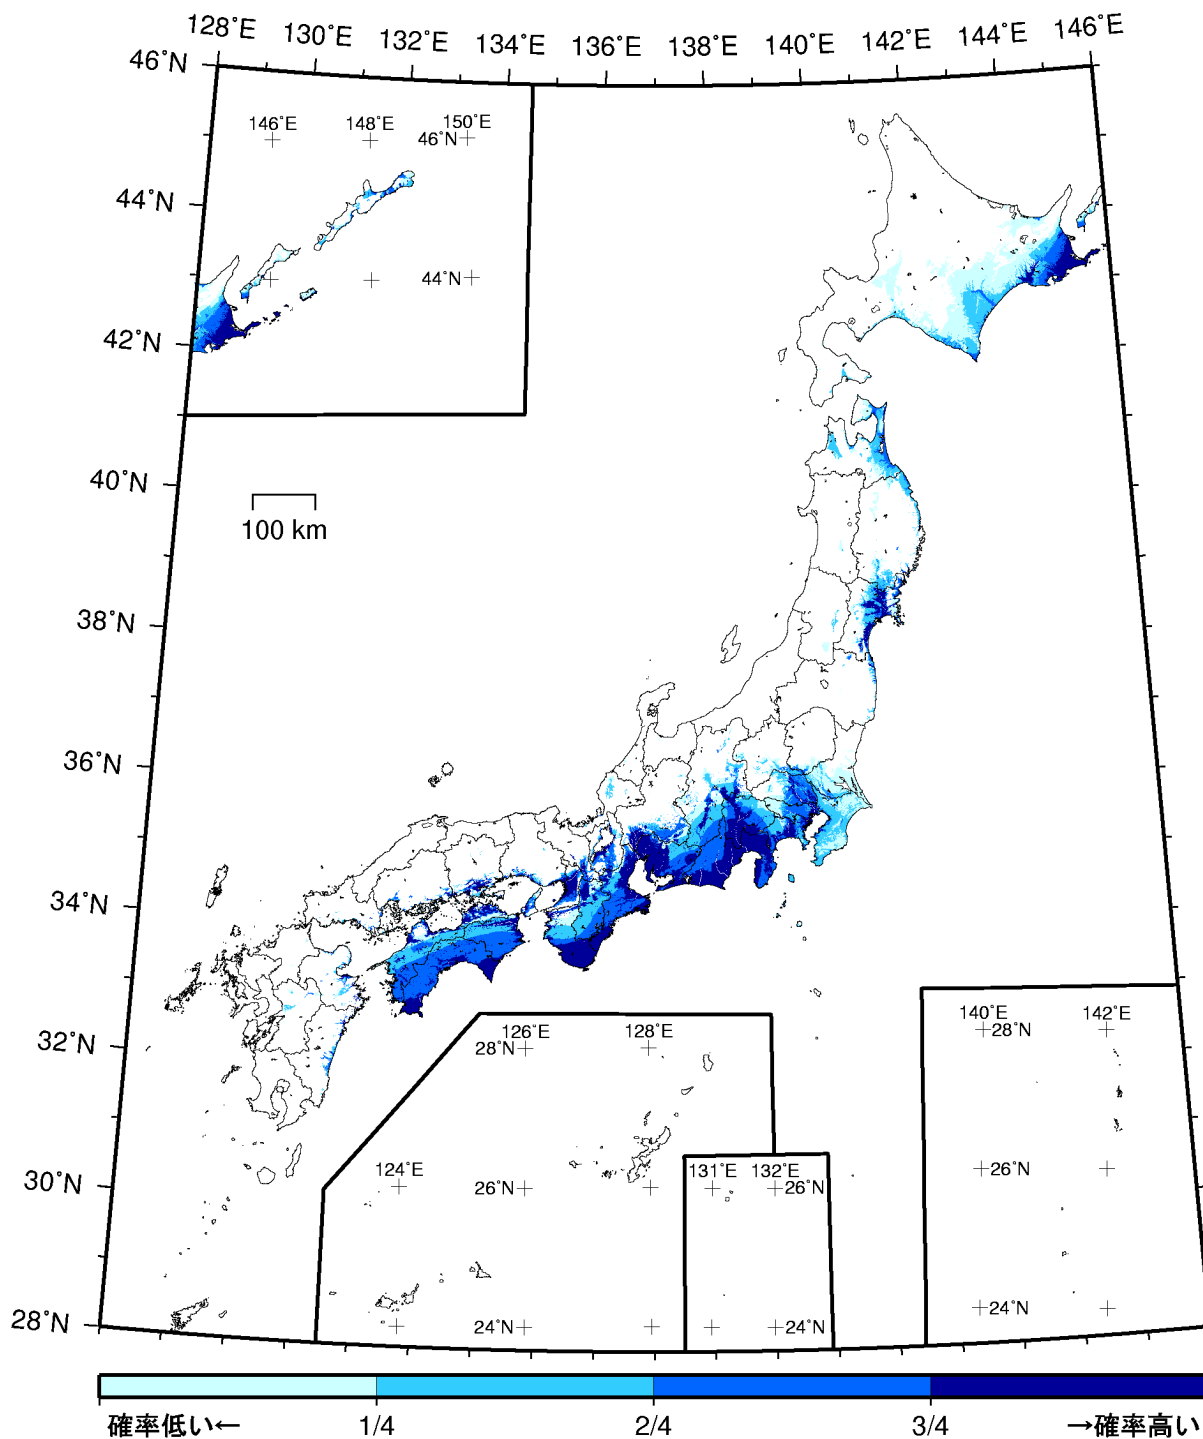 128°E 130°E 132°E 134°E 136°E 138°E 140°E 142°E 144°E 146°E
46°N
146°E 148°E 150°E
46°N
44°N
44°N
42°N
40°N
100 km
38°N
36°N
34°N
32°N
126°E 128°E
28°N
140°E 142°E
28°N
124°E
131°E 132°E
30°N
26°N
26°N
26°N
28°N
24°N
24°N
24°N
確率低い← 1/4 2/4 3/4 →確率高い